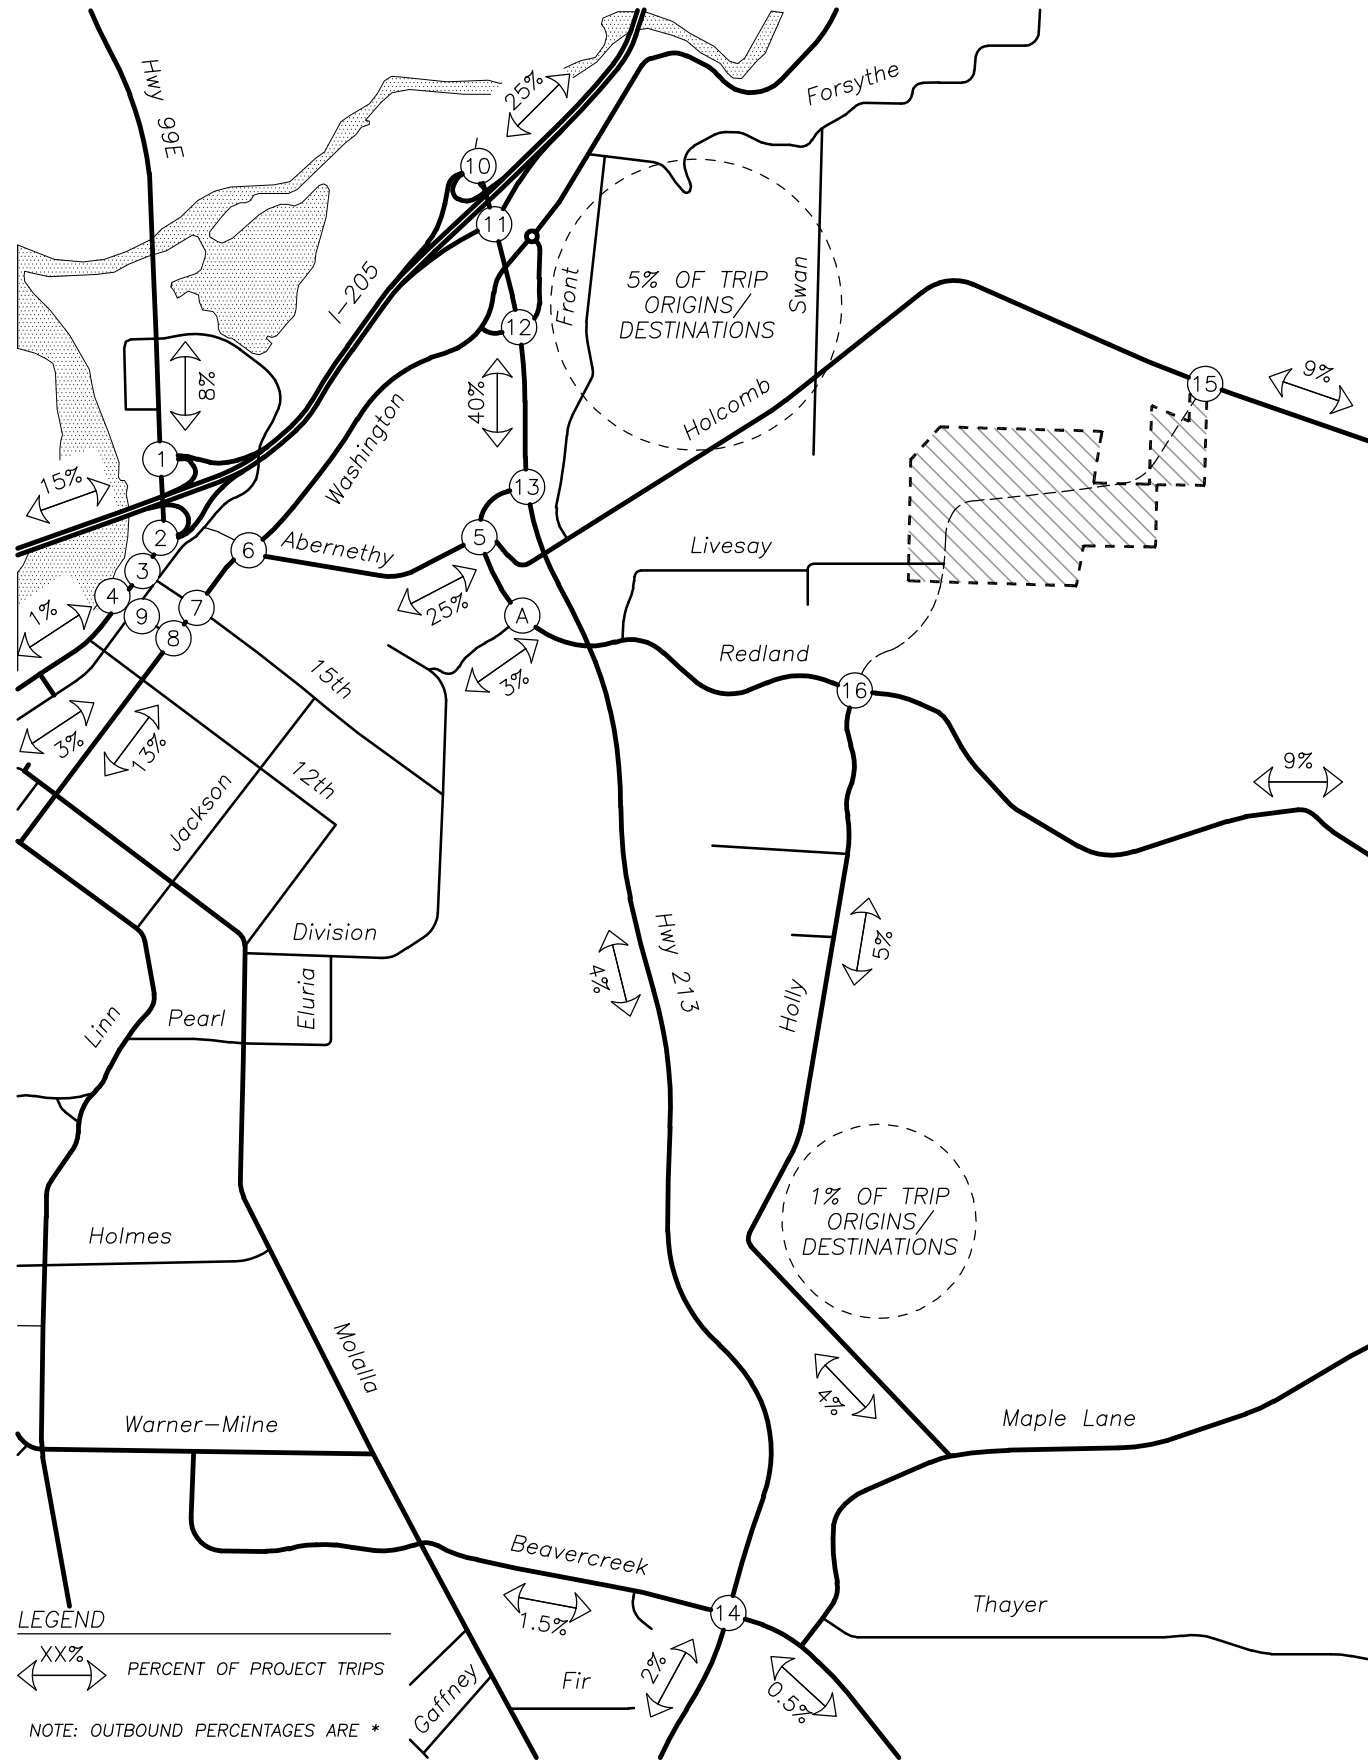 Hwy 99E
25%
Forsythe
10
11
I-205
Front
5% OF TRIP
ORIGINS/
DESTINATIONS
Swan
12
8%
40%
Washington
Holcomb
15
9%
1
15%
13
2
5
6
Abernethy
Livesay
3
4
1%
9
7
8
25%
A
3%
Redland
15th
16
3%
13%
12th
Jackson
9%
Division
Hwy 213
5%
4%
Eluria
Pearl
Linn
Holly
1% OF TRIP
ORIGINS/
DESTINATIONS
Holmes
Molalla
4%
Warner-Milne
Maple Lane
Beavercreek
1.5%
14
Thayer
2%
0.5%
Fir
Gaffney
LEGEND
XX%
PERCENT OF PROJECT TRIPS
NOTE: OUTBOUND PERCENTAGES ARE *